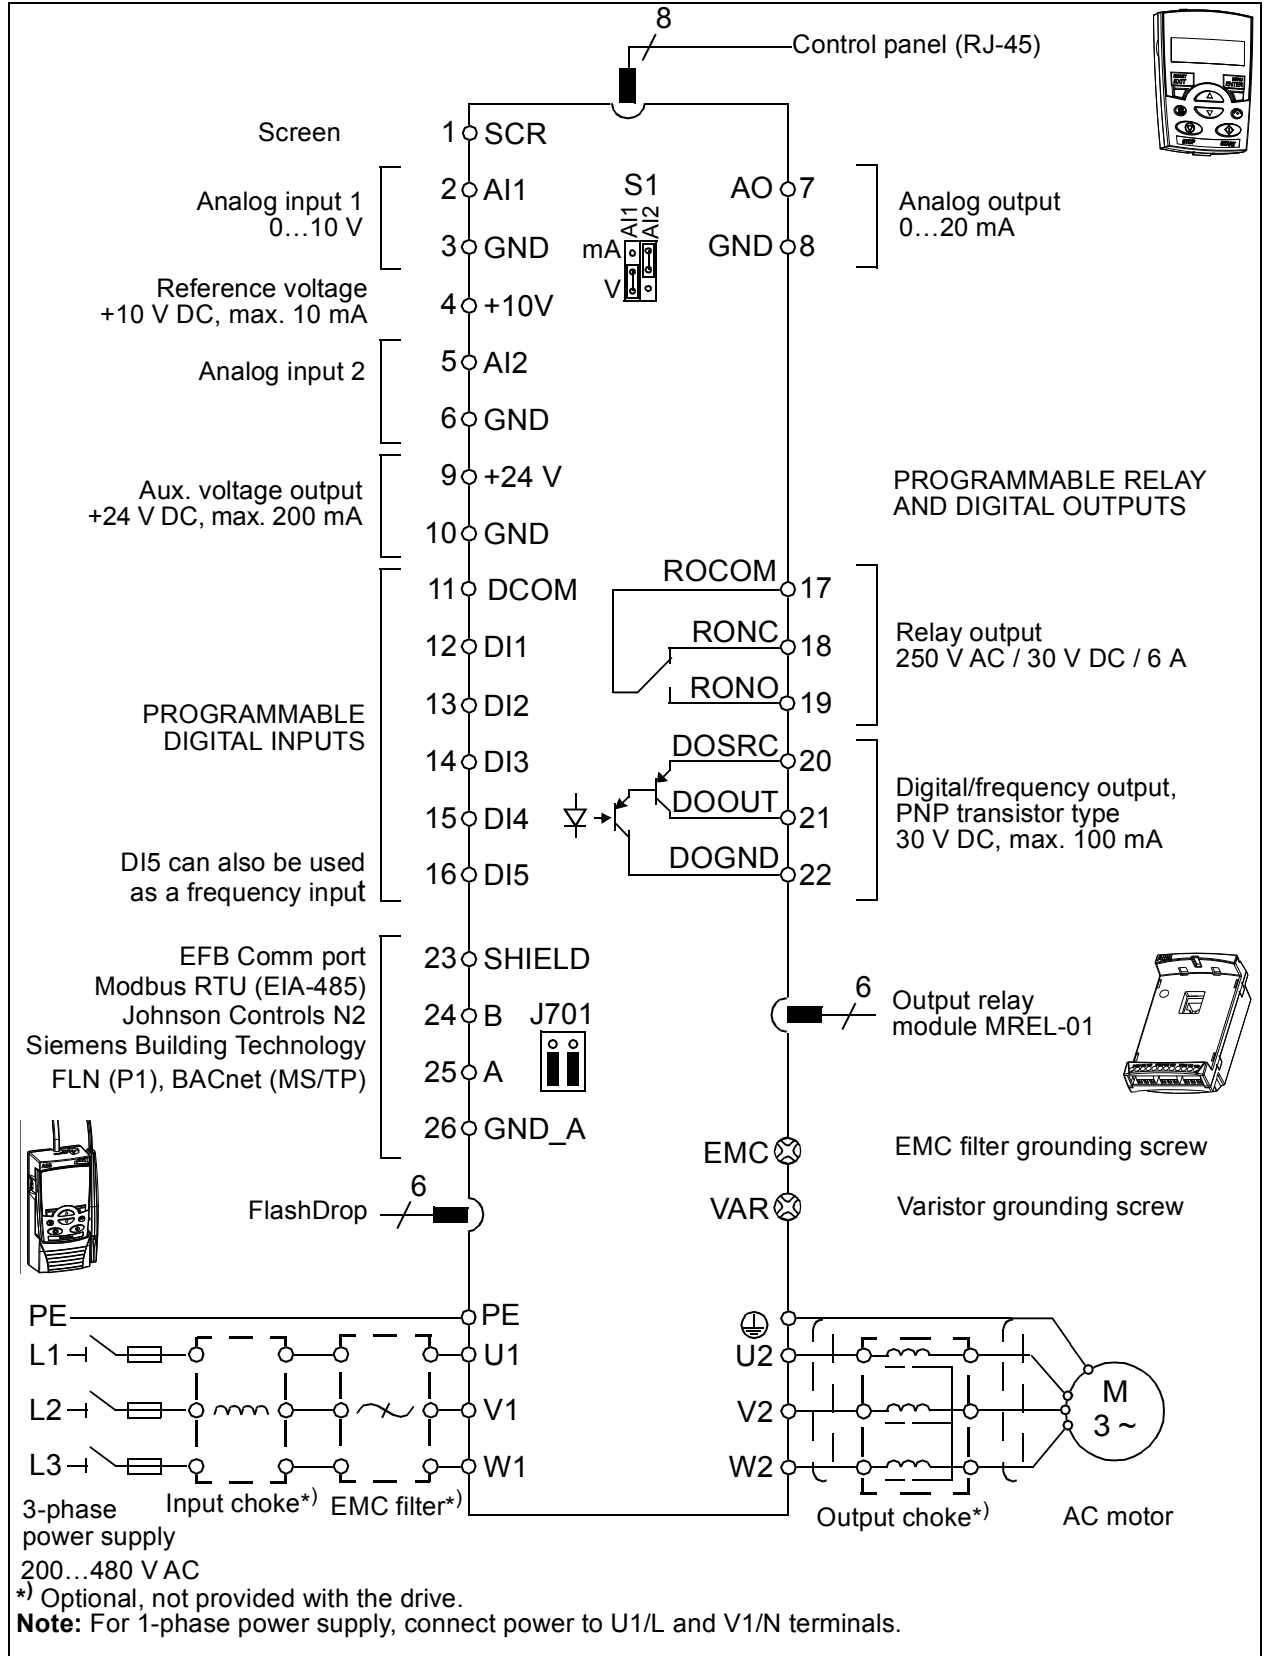 8
Control panel (RJ-45)
Screen
1 SCR
Analog input 1
0…10 V
2 AI1
3 GND
S1
AI1
AI2
mA
V
AO 7
GND 8
Analog output
0…20 mA
Reference voltage
+10 V DC, max. 10 mA
4 +10V
Analog input 2
5 AI2
6 GND
Aux. voltage output
+24 V DC, max. 200 mA
9 +24 V
10 GND
PROGRAMMABLE RELAY
AND DIGITAL OUTPUTS
PROGRAMMABLE
DIGITAL INPUTS
11 DCOM
12 DI1
13 DI2
14 DI3
15 DI4
16 DI5
DI5 can also be used
as a frequency input
ROCOM 17
RONC 18
RONO 19
Relay output
250 V AC / 30 V DC / 6 A
DOSRC 20
DOOUT 21
DOGND 22
Digital/frequency output,
PNP transistor type
30 V DC, max. 100 mA
EFB Comm port
Modbus RTU (EIA-485)
Johnson Controls N2
Siemens Building Technology
FLN (P1), BACnet (MS/TP)
23 SHIELD
24 B
25 A
26 GND_A
J701
6
Output relay
module MREL-01
EMC
EMC filter grounding screw
VAR
Varistor grounding screw
FlashDrop
6
PE
PE
L1
U1
L2
V1
L3
W1
U2
V2
W2
M
3 ~
3-phase
power supply
200…480 V AC
Input choke*)
EMC filter*)
Output choke*)
AC motor
*) Optional, not provided with the drive.
Note: For 1-phase power supply, connect power to U1/L and V1/N terminals.